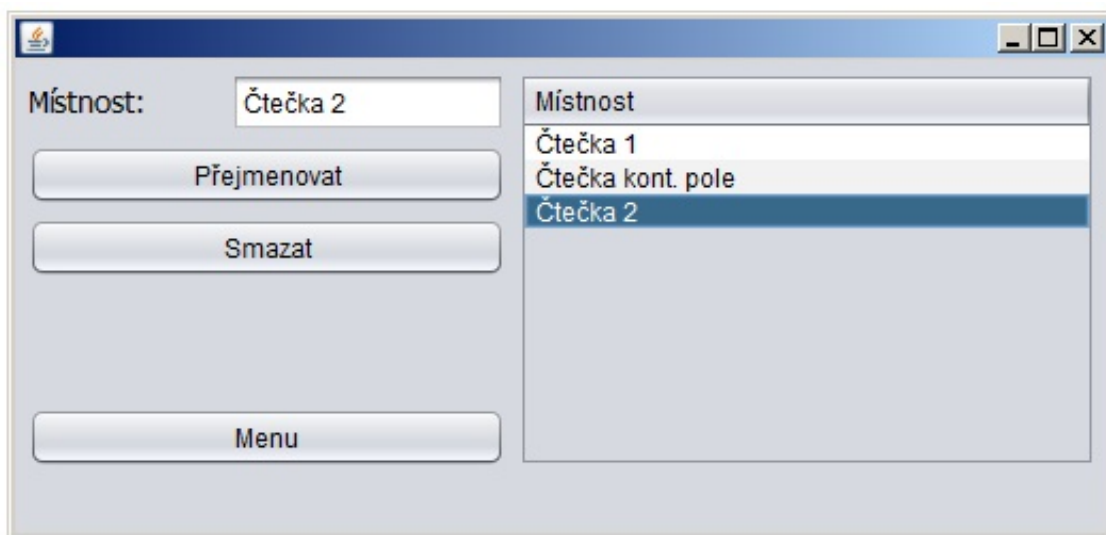 Místnost:
Čtečka 2
Přejmenovat
Smazat
Menu
Místnost
Čtečka 1
Čtečka kont. pole
Čtečka 2